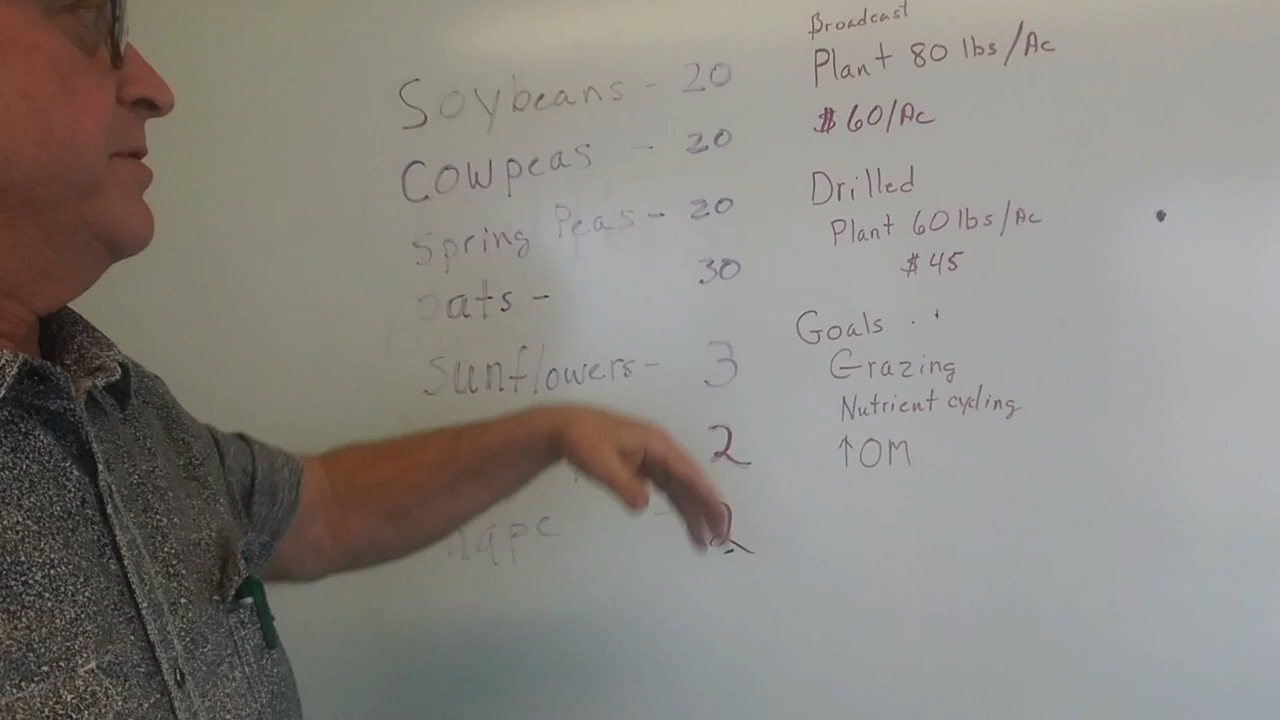 Soybeans - 20
Cowpeas - 20
Spring Peas - 20
oats - 30
Sunflowers - 3
2
2
Broadcast
Plant 80 lbs/Ac
$60/Ac
Drilled
Plant 60 lbs/Ac
$45
Goals
Grazing
Nutrient cycling
↑OM